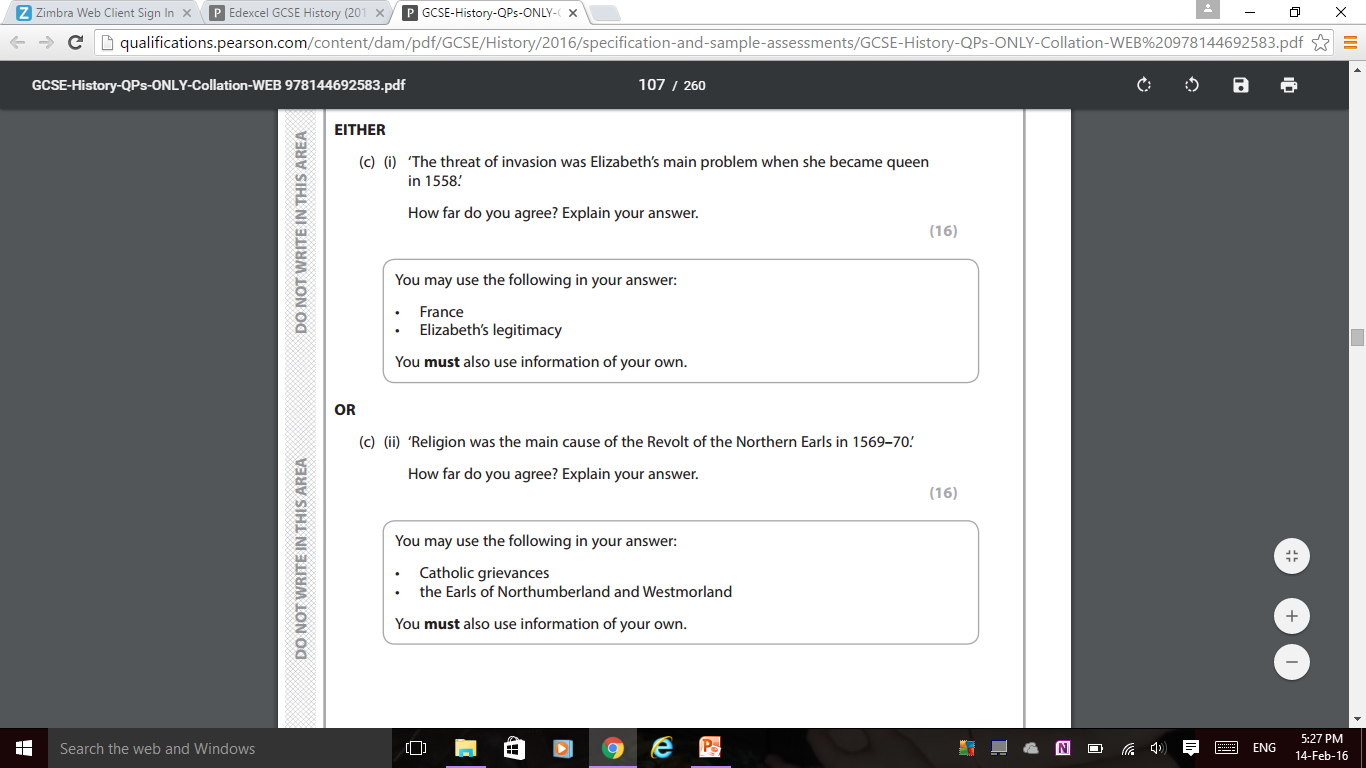 Zimbra Web Client Sign In
Edexcel GCSE History (201
GCSE-History-QPs-ONLY-
qualifications.pearson.com/content/dam/pdf/GCSE/History/2016/specification-and-sample-assessments/GCSE-History-QPs-ONLY-Collation-WEB%20978144692583.pdf
GCSE-History-QPs-ONLY-Collation-WEB 978144692583.pdf
107 / 260
DO NOT WRITE IN THIS AREA
EITHER
(c) (i) ‘The threat of invasion was Elizabeth’s main problem when she became queen
in 1558.’
How far do you agree? Explain your answer.
(16)
You may use the following in your answer:
• France
• Elizabeth’s legitimacy
You must also use information of your own.
OR
(c) (ii) ‘Religion was the main cause of the Revolt of the Northern Earls in 1569–70.’
How far do you agree? Explain your answer.
(16)
DO NOT WRITE IN THIS AREA
You may use the following in your answer:
• Catholic grievances
• the Earls of Northumberland and Westmorland
You must also use information of your own.
Search the web and Windows
ENG
5:27 PM
14-Feb-16